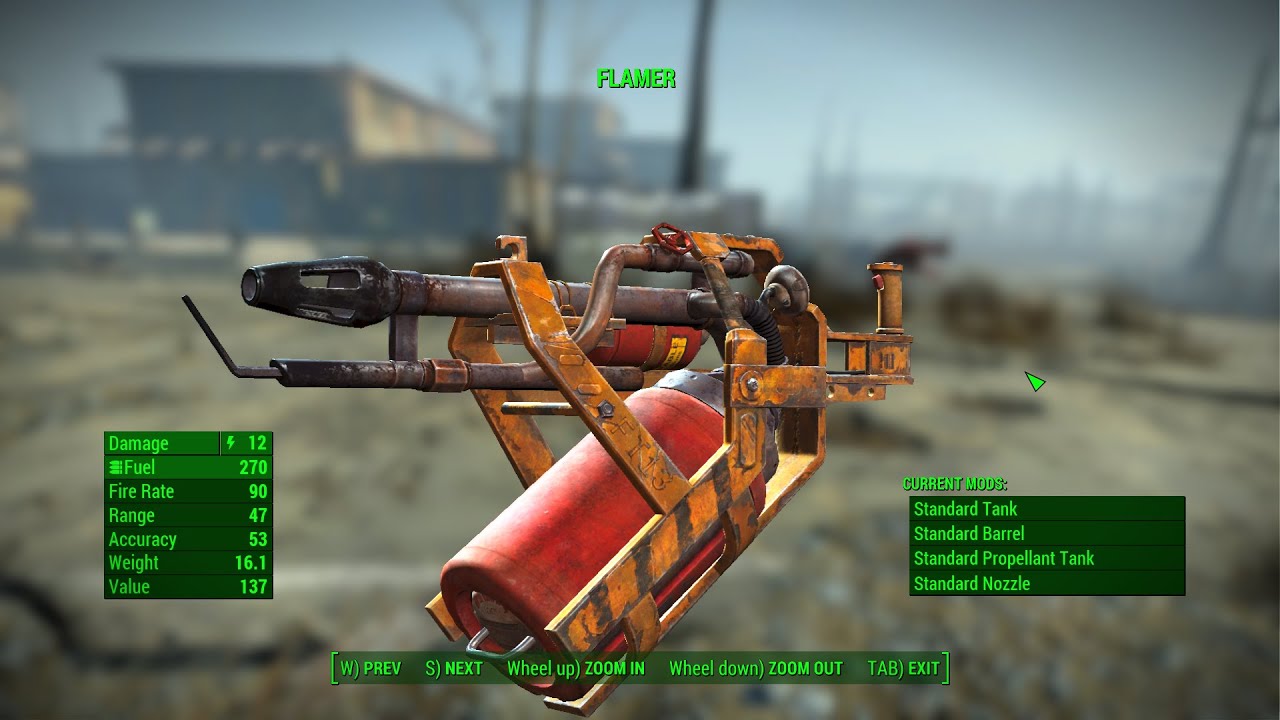 FLAMER
Damage 12
Fuel 270
Fire Rate 90
Range 47
Accuracy 53
Weight 16.1
Value 137
CURRENT MODS:
Standard Tank
Standard Barrel
Standard Propellant Tank
Standard Nozzle
W) PREV S) NEXT Wheel up) ZOOM IN Wheel down) ZOOM OUT TAB) EXIT